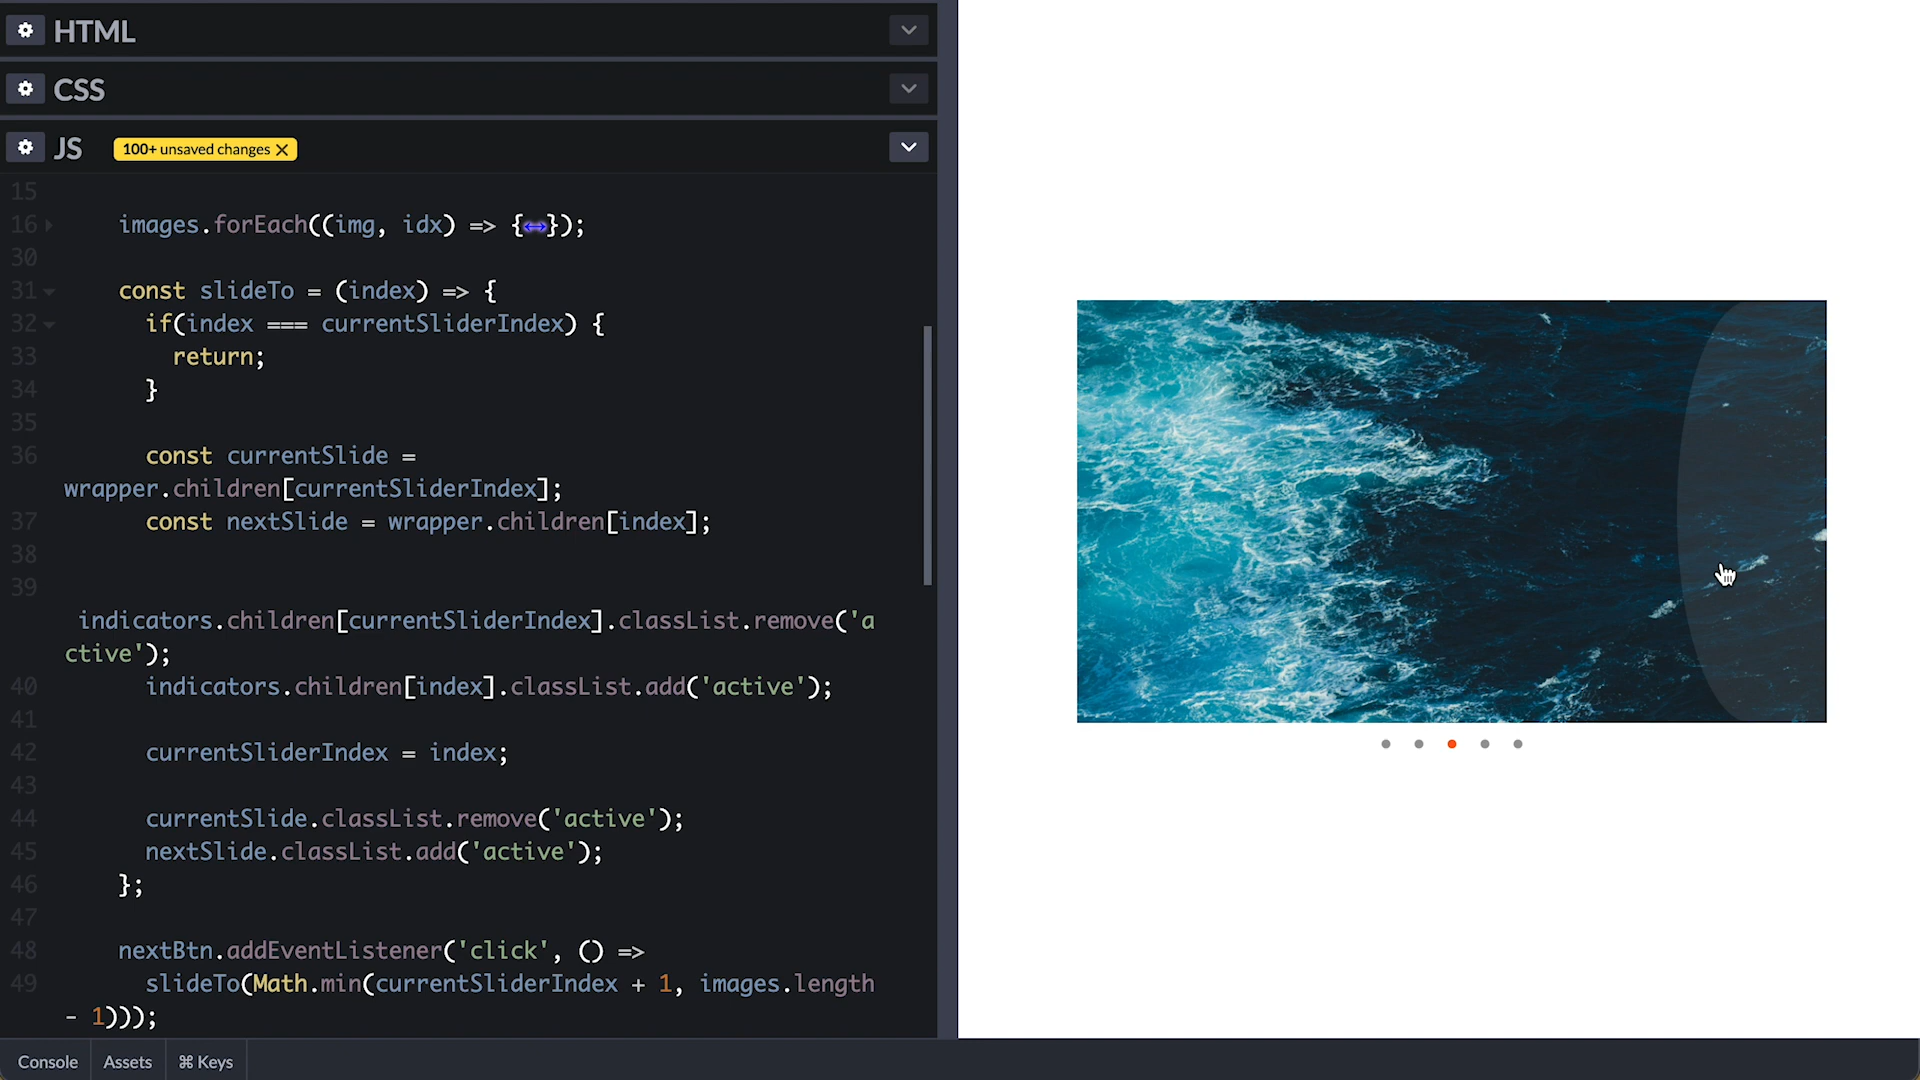 HTML
CSS
JS 100+ unsaved changes
15
16 images.forEach((img, idx) => {↔});
30
31 const slideTo = (index) => {
32 if(index === currentSliderIndex) {
33 return;
34 }
35
36 const currentSlide =
wrapper.children[currentSliderIndex];
37 const nextSlide = wrapper.children[index];
38
39
indicators.children[currentSliderIndex].classList.remove('a
ctive');
40 indicators.children[index].classList.add('active');
41
42 currentSliderIndex = index;
43
44 currentSlide.classList.remove('active');
45 nextSlide.classList.add('active');
46 };
47
48 nextBtn.addEventListener('click', () =>
49 slideTo(Math.min(currentSliderIndex + 1, images.length
- 1)));
Console Assets ⌘ Keys